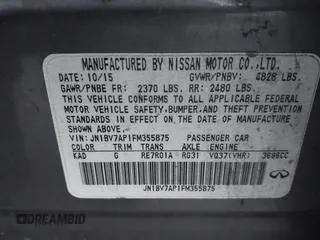 MANUFACTURED BY NISSAN MOTOR CO.,LTD.
DATE: 10/15 GVWR/PNBV: 4828 LBS.
GAWR/PNBE FR: 2370 LBS. RR: 2480 LBS.
THIS VEHICLE CONFORMS TO ALL APPLICABLE FEDERAL
MOTOR VEHICLE SAFETY,BUMPER,AND THEFT PREVENTION
STANDARDS IN EFFECT ON THE DATE OF MANUFACTURE
SHOWN ABOVE.
VIN: JN1BV7AP1FM355875 PASSENGER CAR
COLOR TRIM TRANS AXLE ENGINE
KAD G RE7R01A RG31 VQ37(VHR) 3696CC
JN1BV7AP1FM355875
INFINITI
© AUTOBIDMASTER